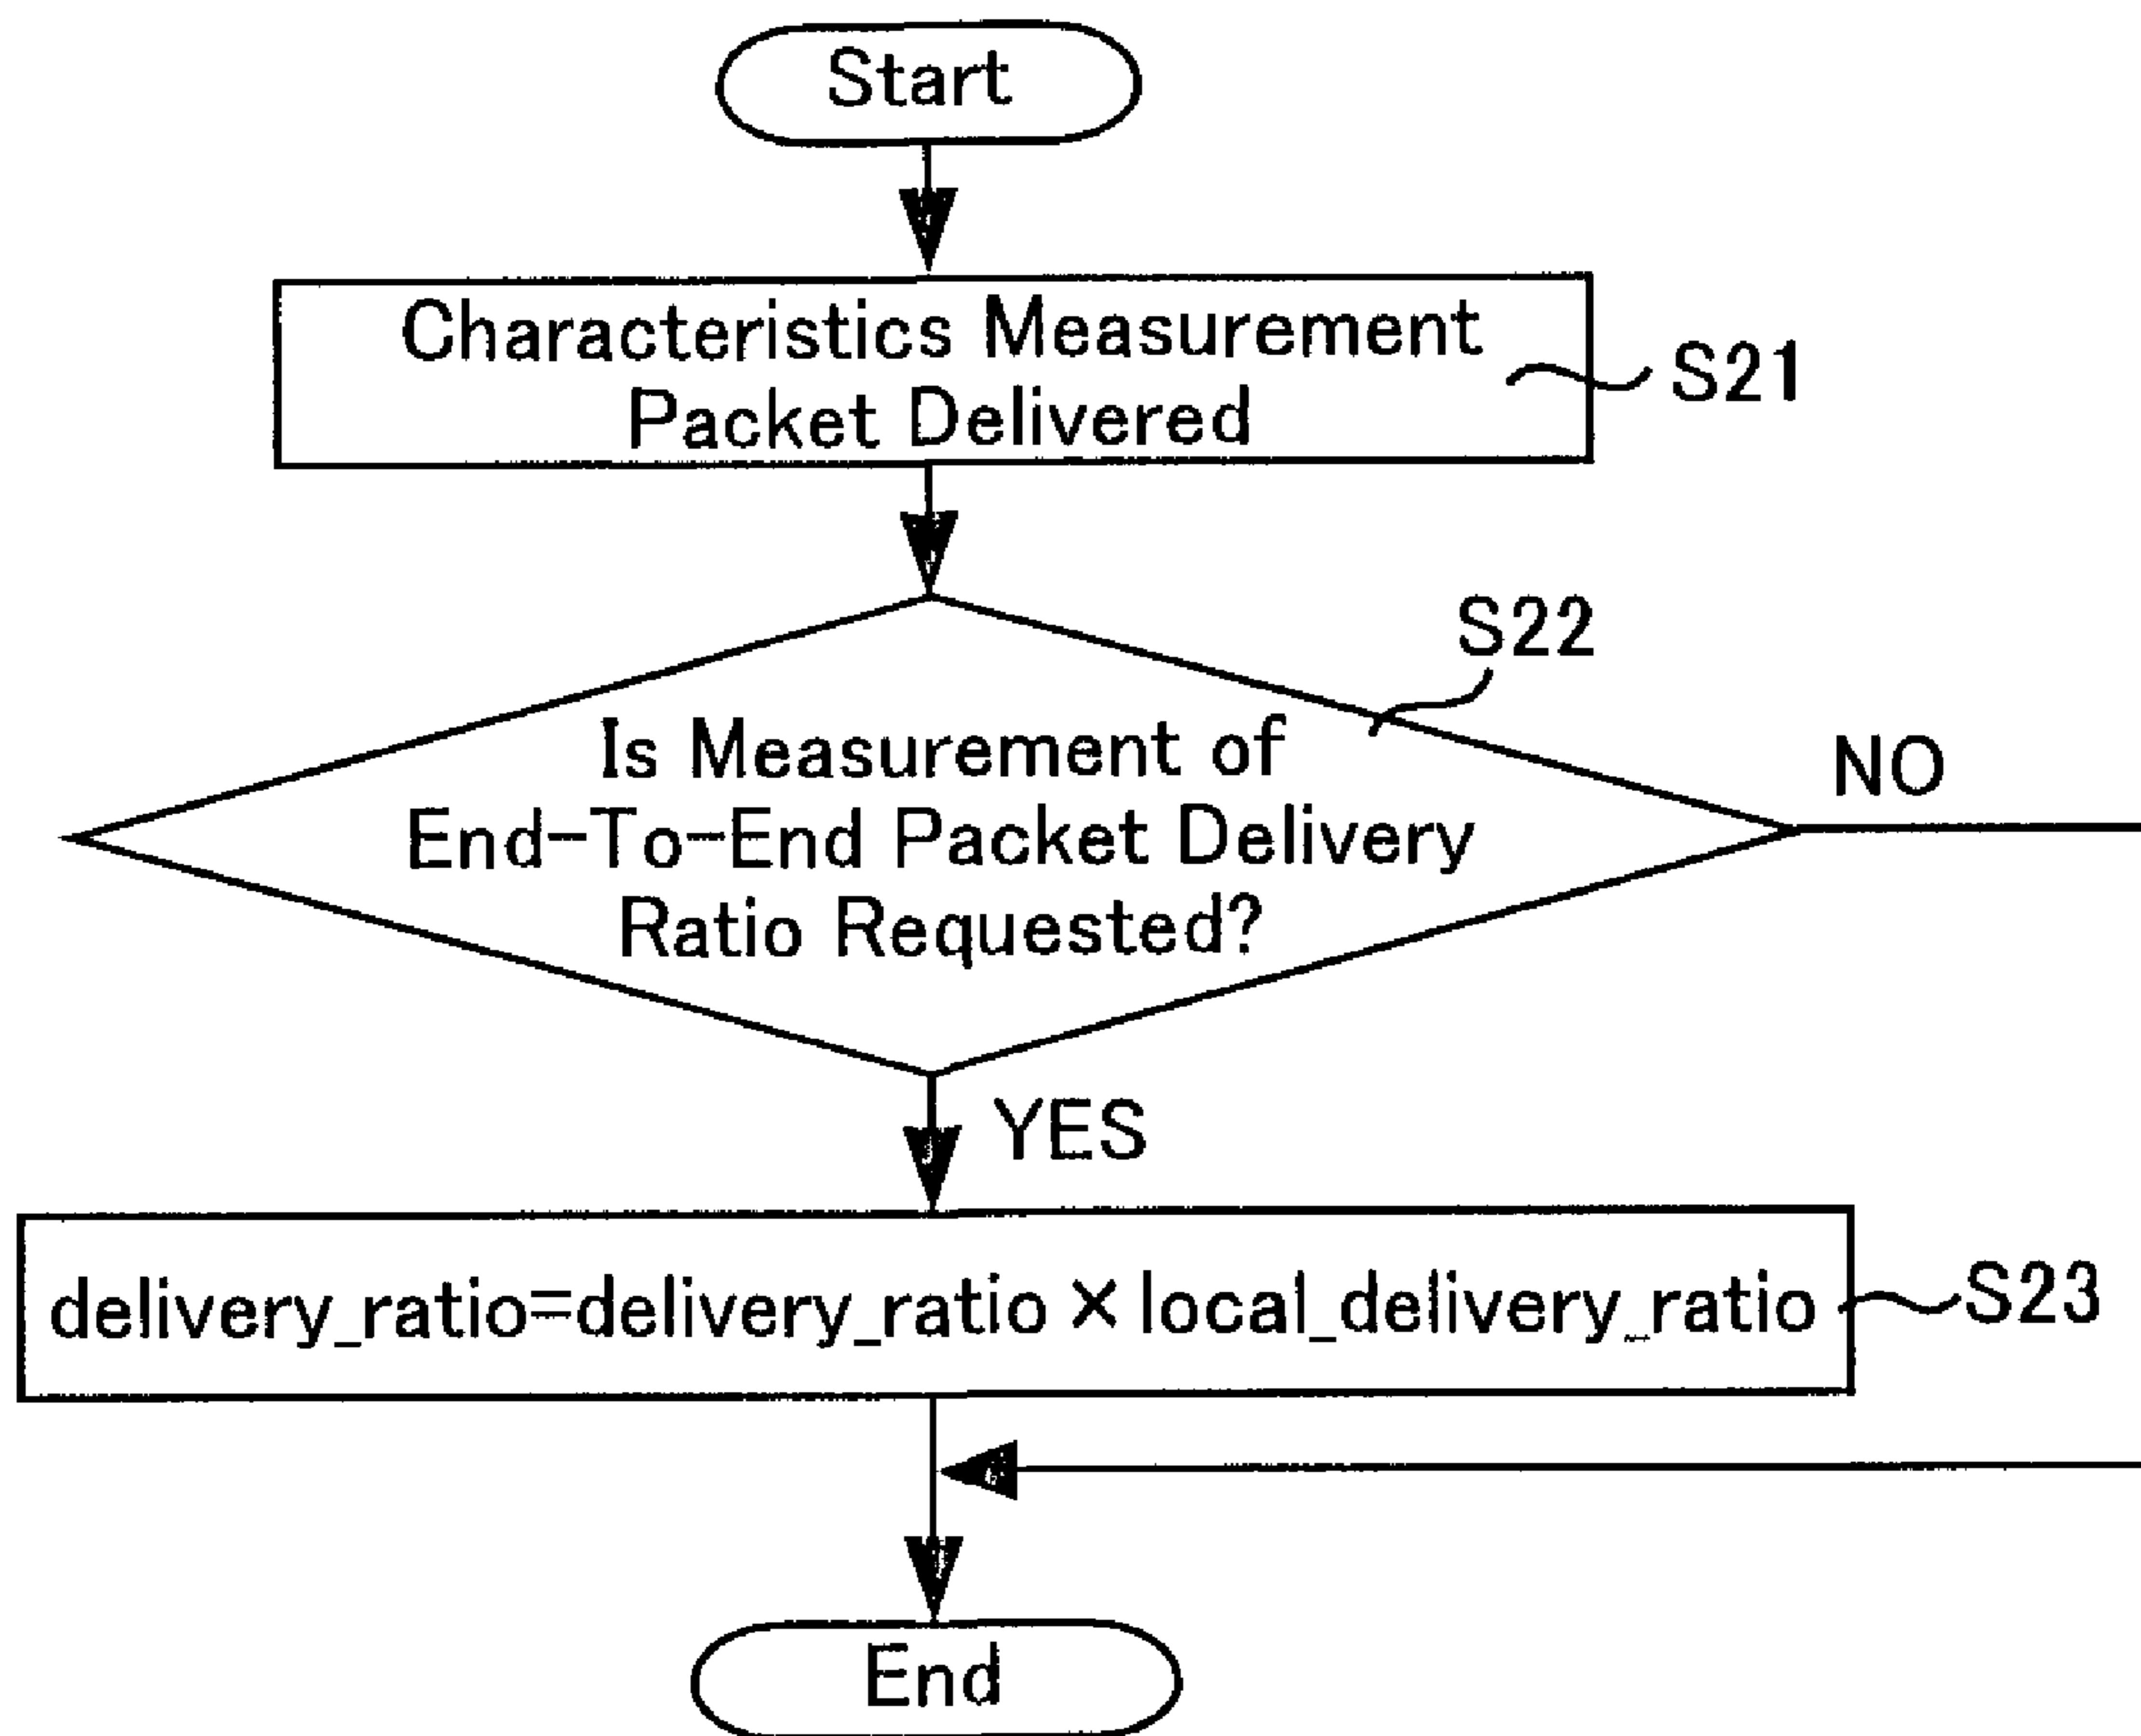 Start
Characteristics Measurement
Packet Delivered
S21
S22
Is Measurement of
End-To-End Packet Delivery
Ratio Requested?
NO
YES
delivery_ratio=delivery_ratio × local_delivery_ratio
S23
End